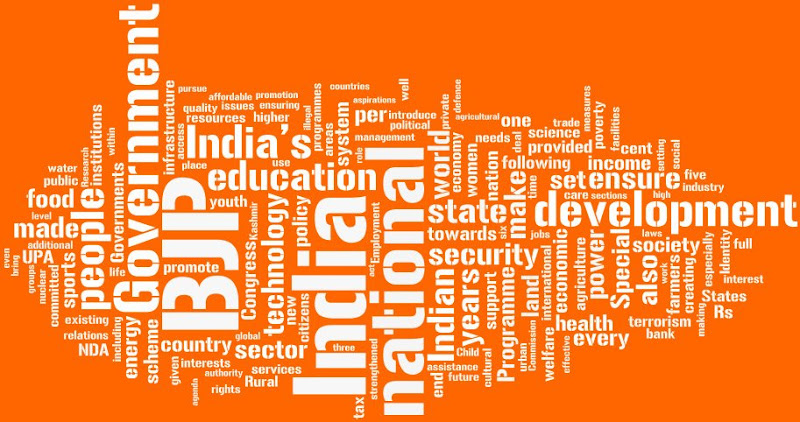 Government
BJP
India
national
development
India's
education
people
technology
security
state
years
Indian
world
make
ensure
set
Special
also
power
society
economic
land
Programme
health
every
sector
country
policy
system
per
one
food
made
sports
energy
scheme
Congress
new
citizens
towards
income
following
provided
science
nation
economy
women
infrastructure
institutions
Governments
resources
higher
quality
issues
affordable
promotion
ensuring
pursue
access
place
use
youth
Kashmir
promote
programmes
illegal
areas
countries
aspirations
well
introduce
political
management
role
private
defence
agricultural
needs
deal
trade
measures
poverty
facilities
cent
setting
social
five
industry
care
sections
high
time
six
jobs
laws
work
farmers
creating
especially
Identity
full
interest
States
Rs
making
terrorism
bank
agriculture
international
support
welfare
effective
Commission
urban
cultural
Child
assistance
future
end
strengthened
tax
three
act
Employment
global
services
Rural
rights
authority
interests
agenda
given
including
life
NDA
relations
existing
committed
nuclear
groups
bring
even
UPA
additional
level
public
water
Research
within